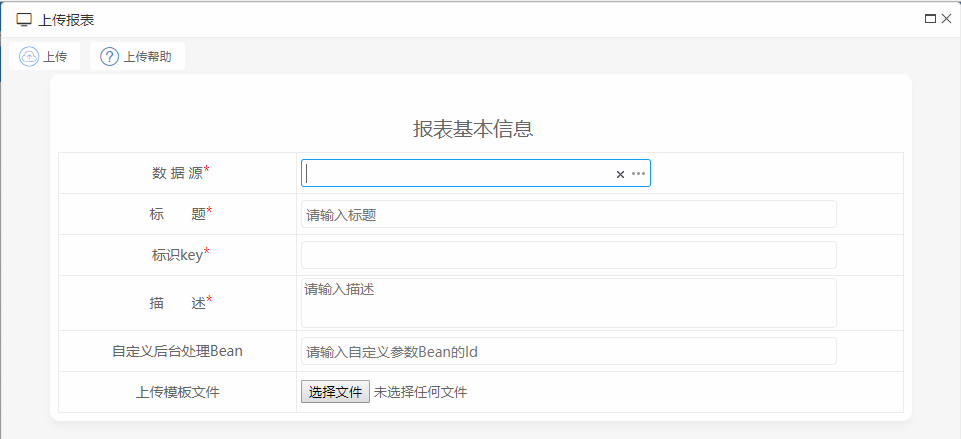 上传报表
上传 上传帮助
报表基本信息
数 据 源*
标 题* 请输入标题
标识key*
描 述* 请输入描述
自定义后台处理Bean 请输入自定义参数Bean的Id
上传模板文件 选择文件 未选择任何文件